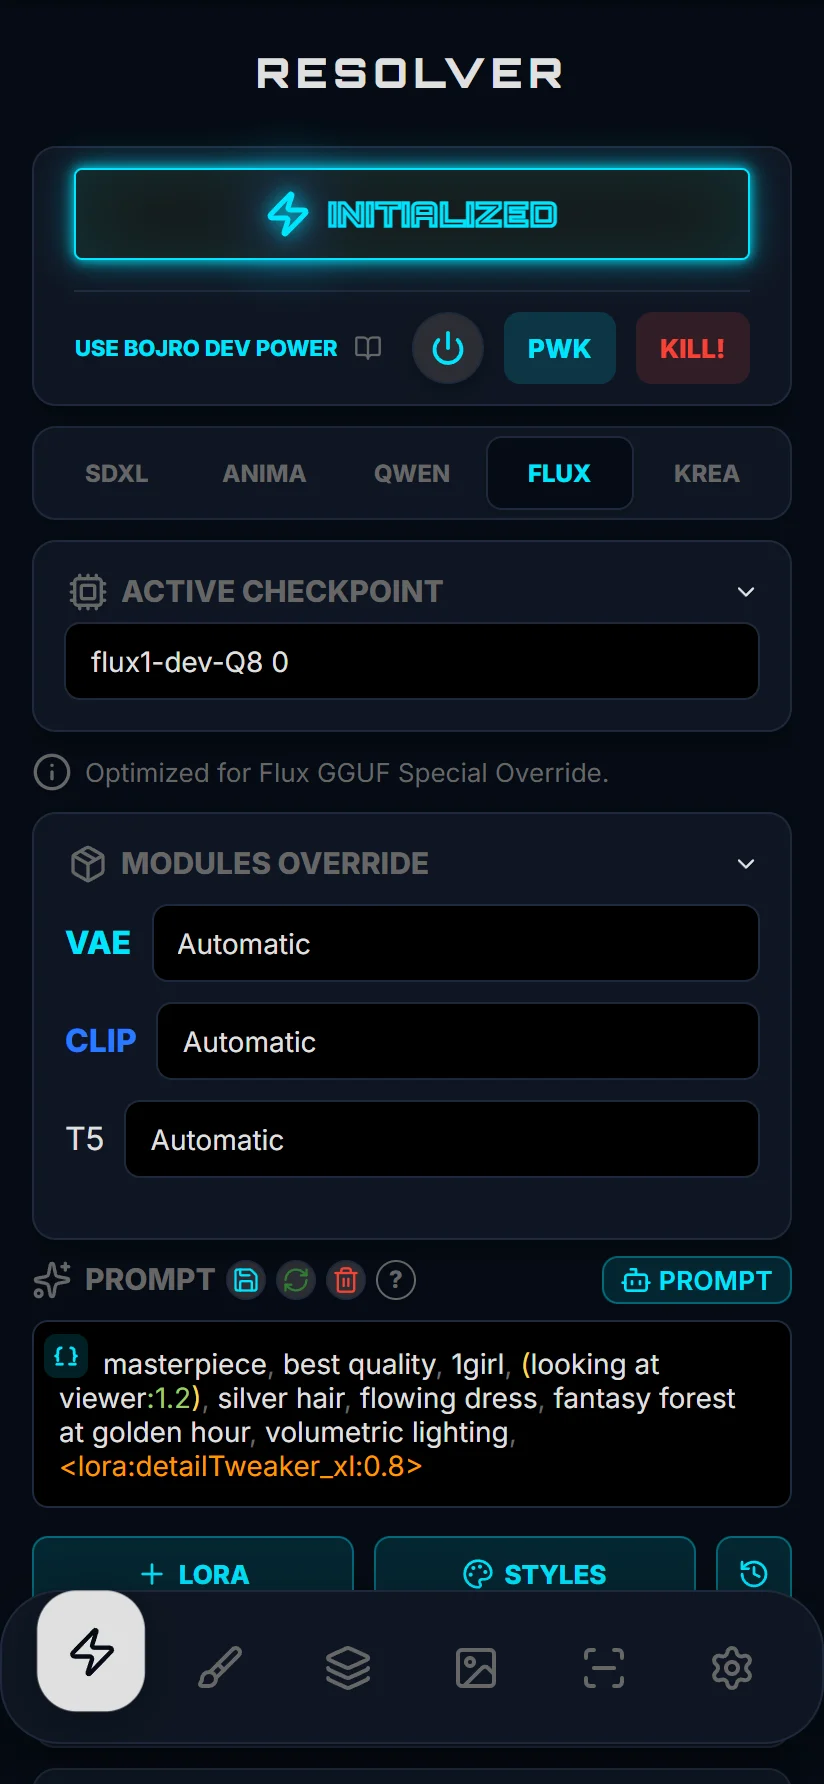 RESOLVER
INITIALIZED
USE BOJRO DEV POWER
PWK
KILL!
SDXL
ANIMA
QWEN
FLUX
KREA
ACTIVE CHECKPOINT
flux1-dev-Q8 0
Optimized for Flux GGUF Special Override.
MODULES OVERRIDE
VAE
Automatic
CLIP
Automatic
T5
Automatic
PROMPT
?
PROMPT
{} masterpiece, best quality, 1girl, (looking at
viewer:1.2), silver hair, flowing dress, fantasy forest
at golden hour, volumetric lighting,
<lora:detailTweaker_xl:0.8>
+ LORA
STYLES